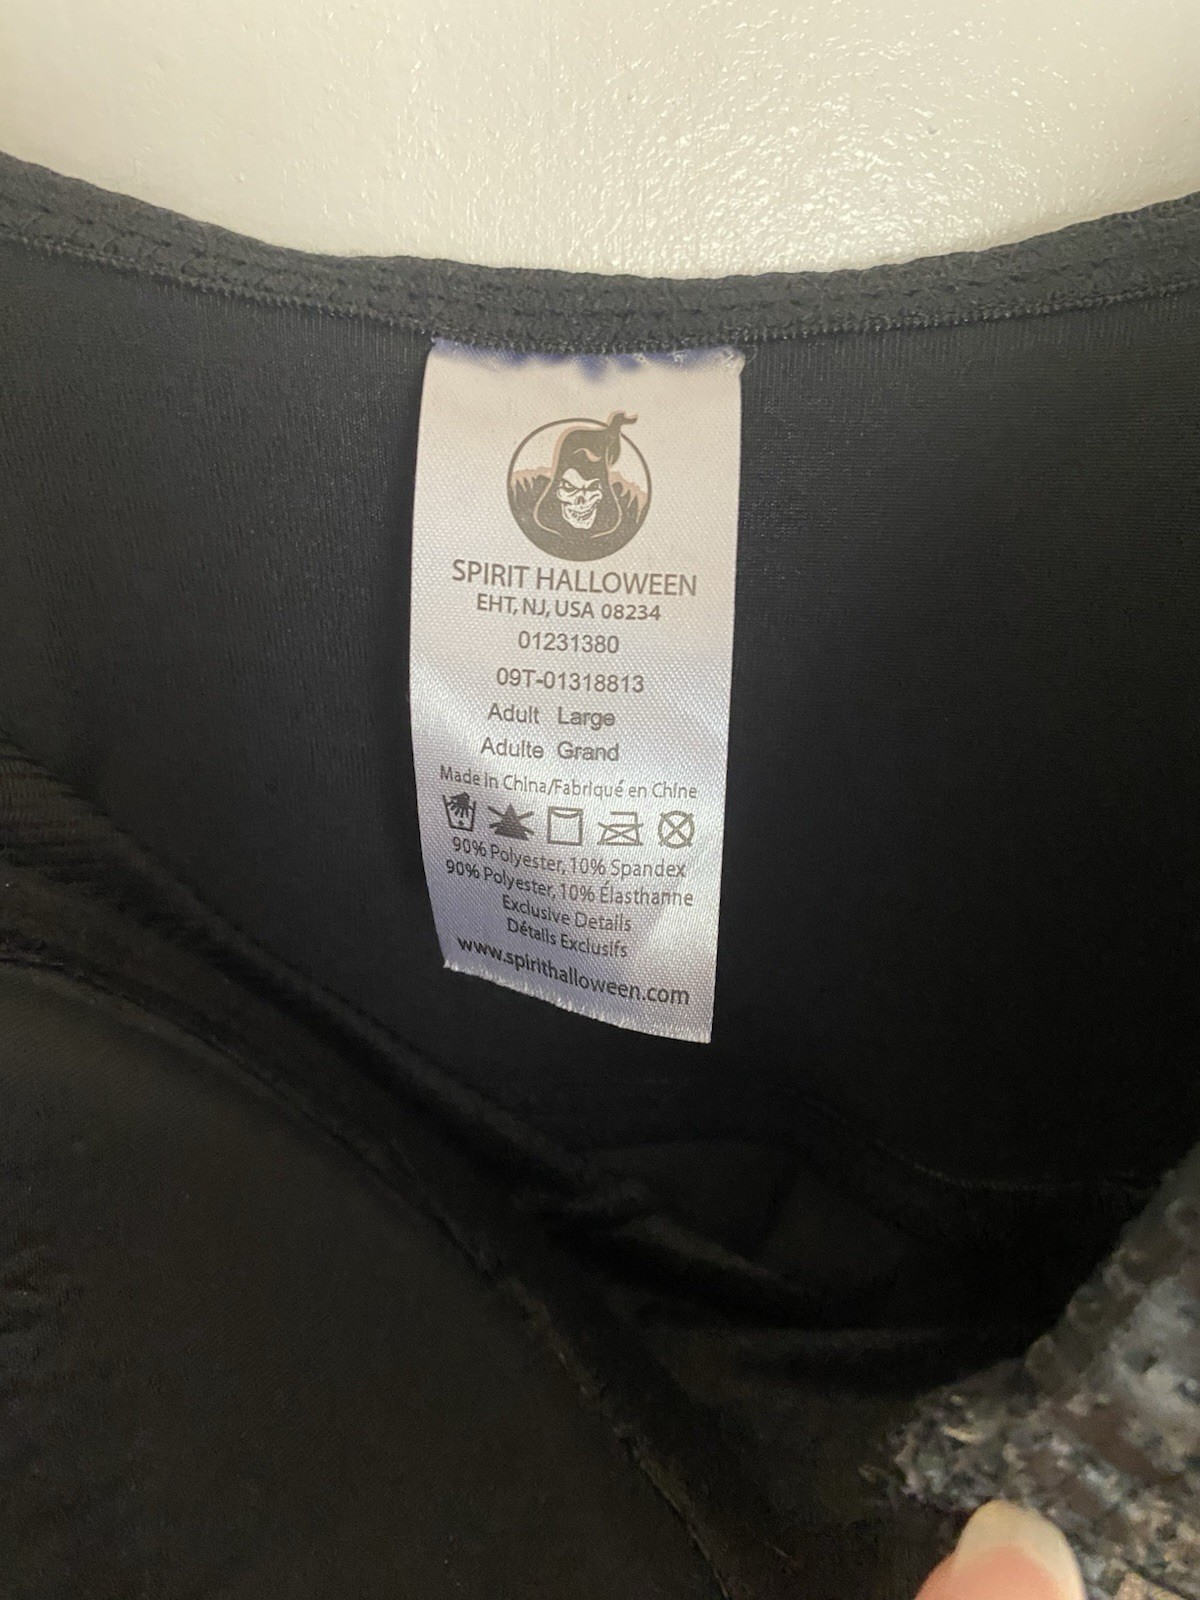 SPIRIT HALLOWEEN
EHT, NJ, USA 08234
01231380
09T-01318813
Adult Large
Adulte Grand
Made in China/Fabriqué en Chine
90% Polyester, 10% Spandex
90% Polyester, 10% Élasthanne
Exclusive Details
Détails Exclusifs
www.spirithalloween.com